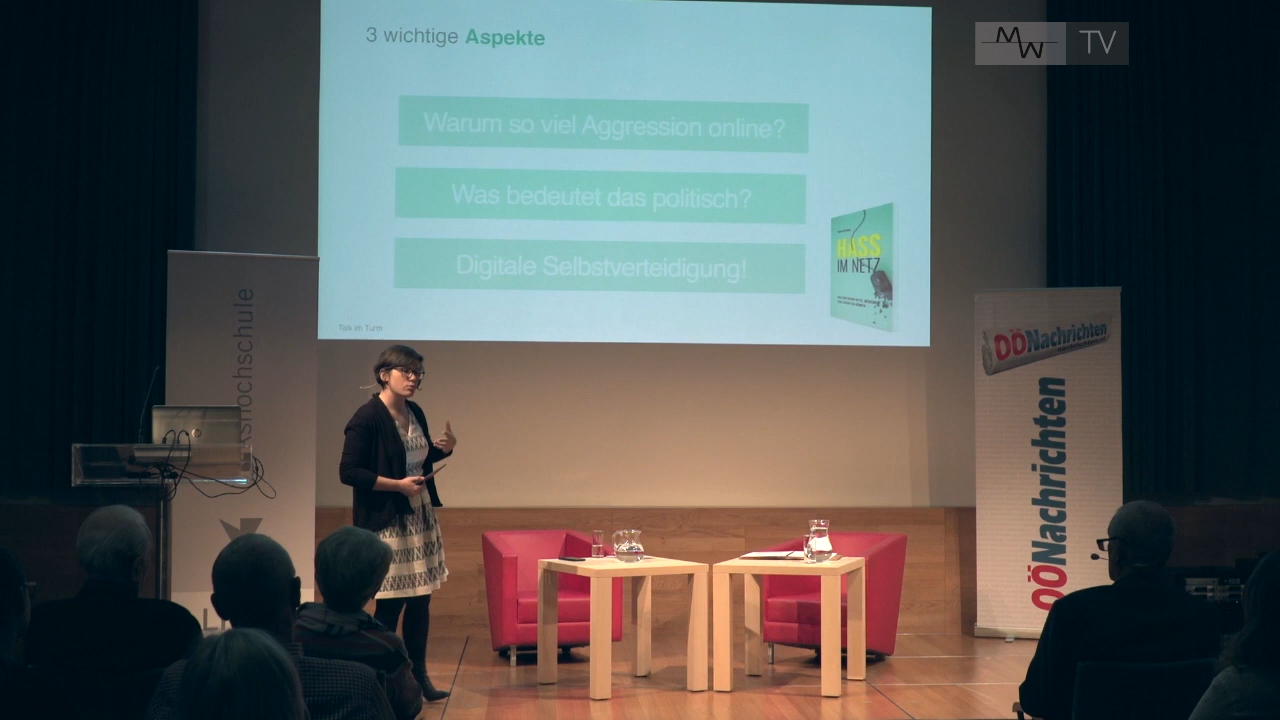 3 wichtige Aspekte
MW TV
Warum so viel Aggression online?
Was bedeutet das politisch?
Digitale Selbstverteidigung!
HASS
IM NETZ
Talk im Turm
OÖNachrichten
OÖNachrichten